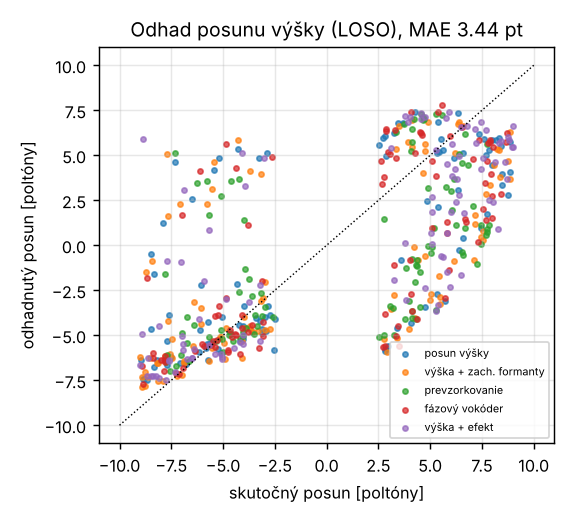 Odhad posunu výšky (LOSO), MAE 3.44 pt
10.0
7.5
5.0
2.5
0.0
−2.5
−5.0
−7.5
−10.0
odhadnutý posun [poltóny]
posun výšky
výška + zach. formanty
prevzorkovanie
fázový vokóder
výška + efekt
−10.0 −7.5 −5.0 −2.5 0.0 2.5 5.0 7.5 10.0
skutočný posun [poltóny]